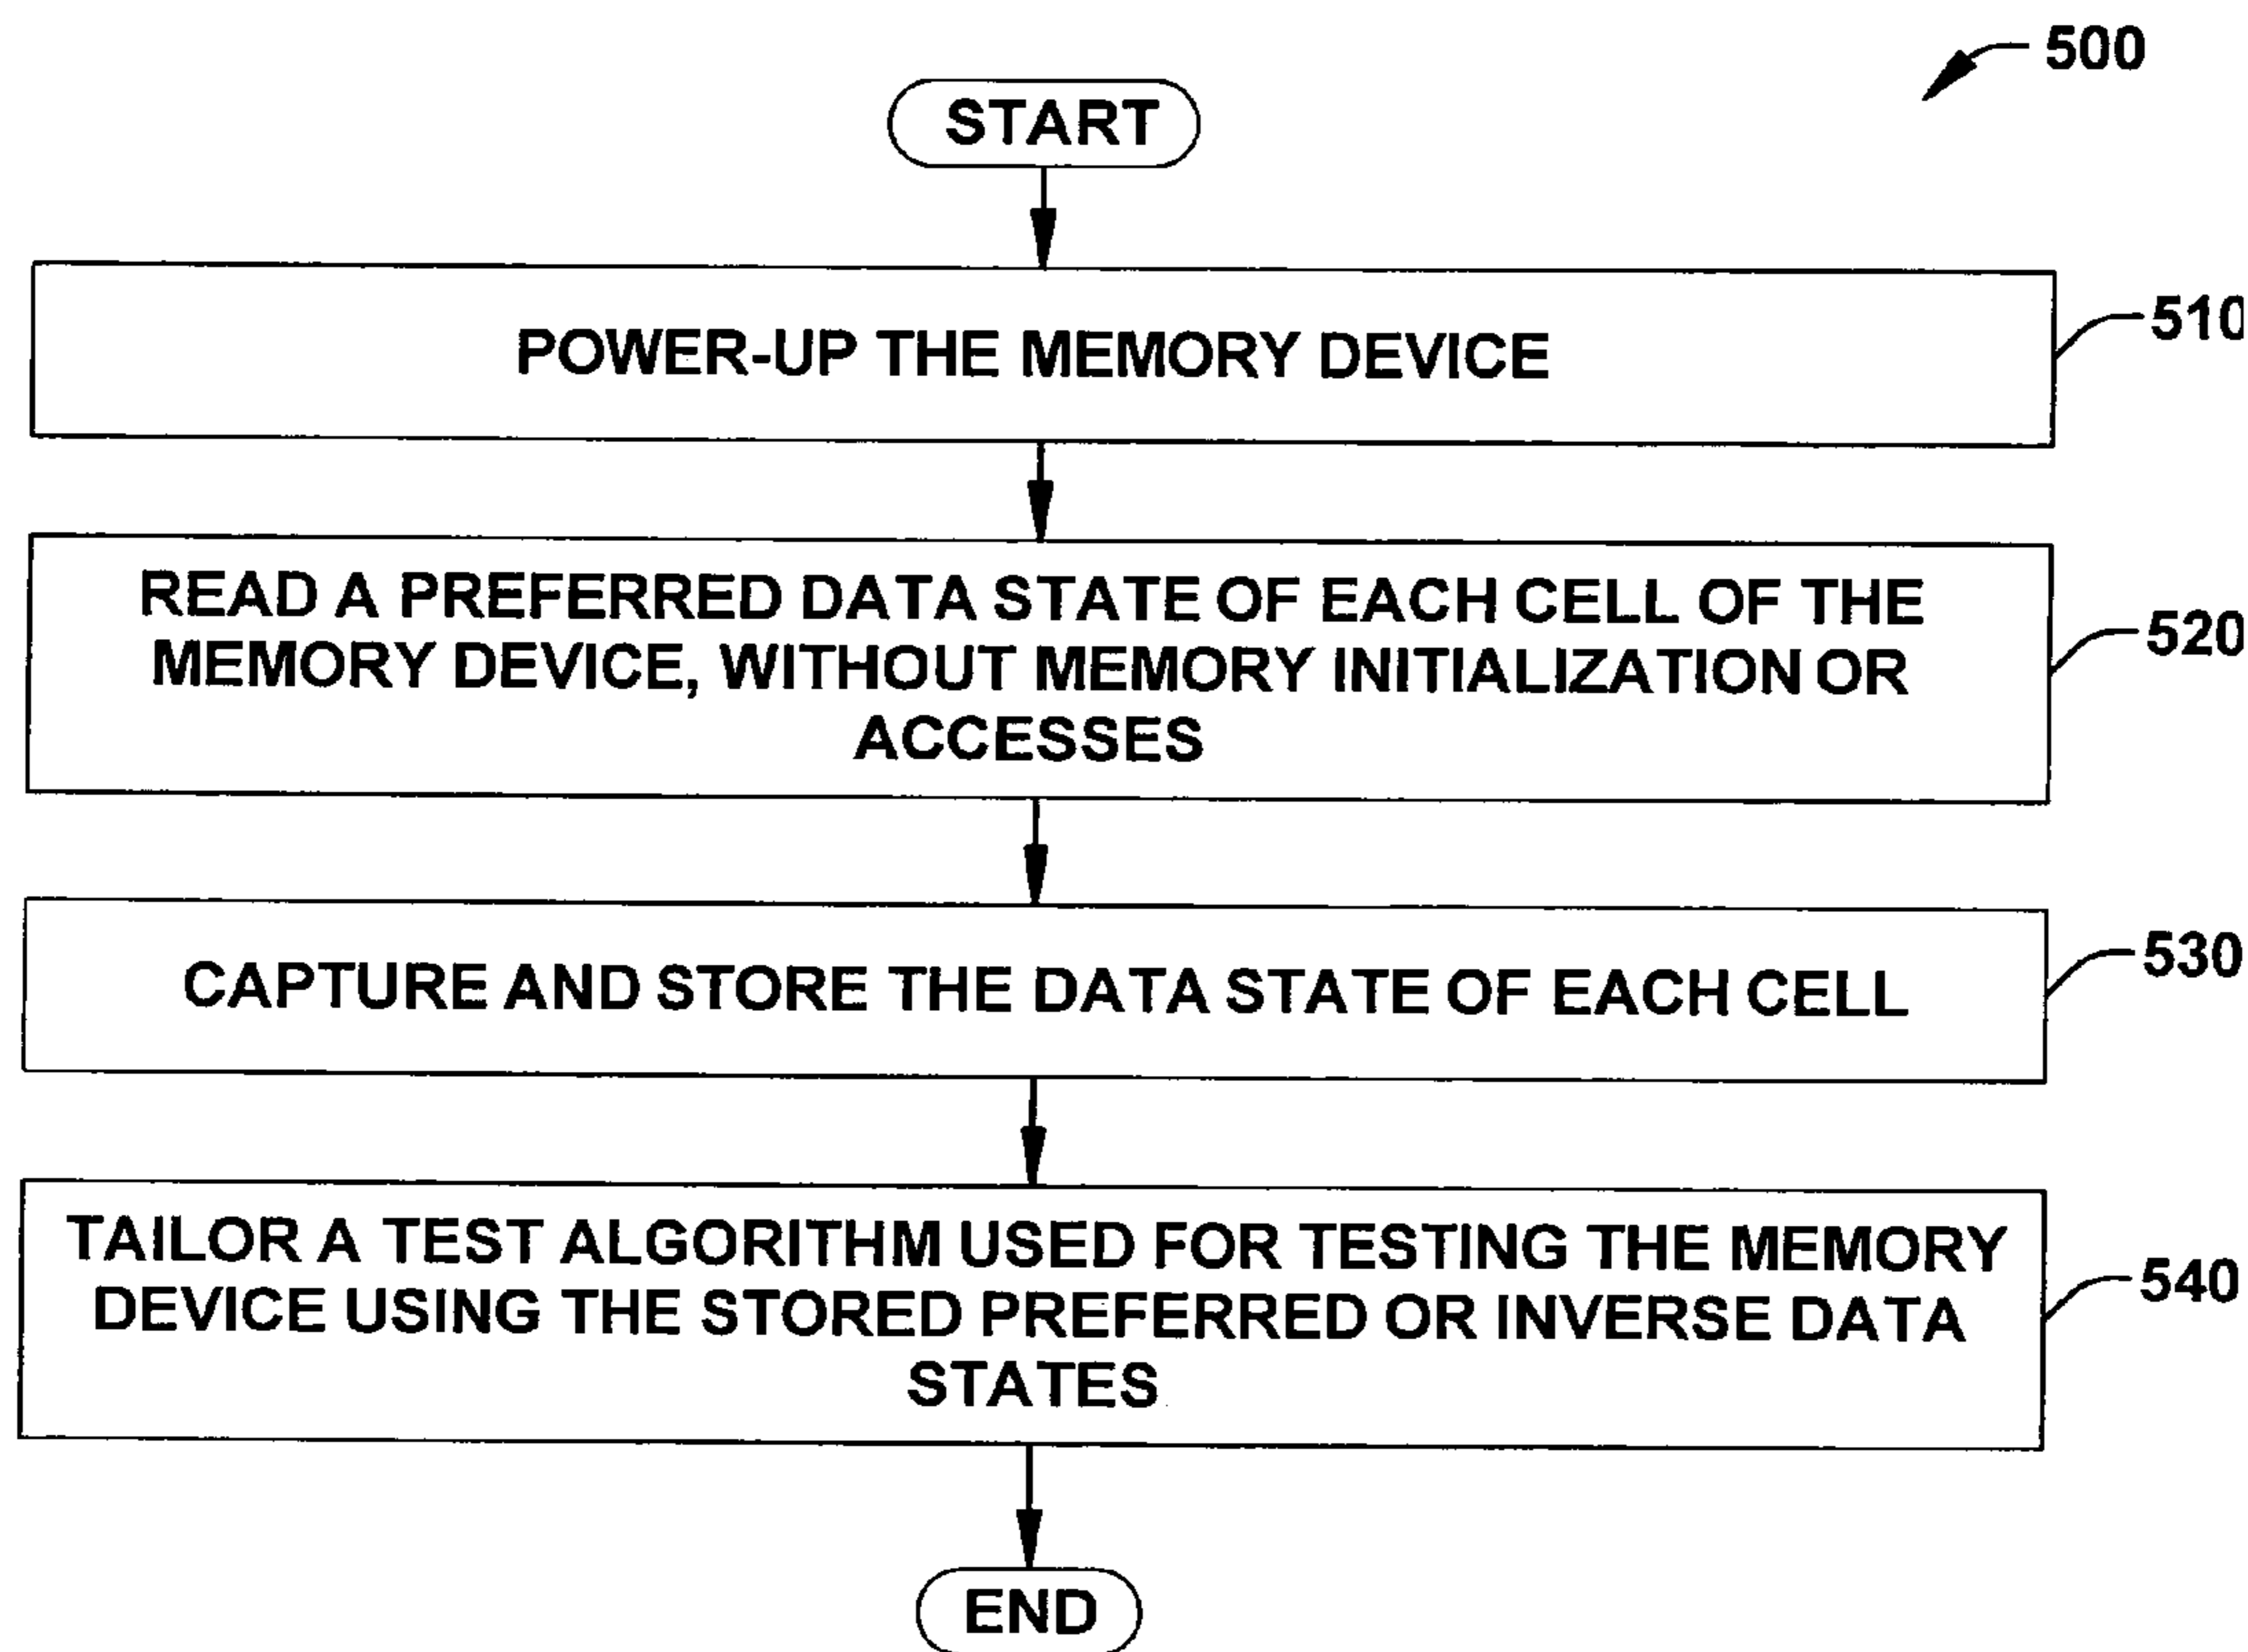 500
START
POWER-UP THE MEMORY DEVICE
510
READ A PREFERRED DATA STATE OF EACH CELL OF THE
MEMORY DEVICE, WITHOUT MEMORY INITIALIZATION OR
ACCESSES
520
CAPTURE AND STORE THE DATA STATE OF EACH CELL
530
TAILOR A TEST ALGORITHM USED FOR TESTING THE MEMORY
DEVICE USING THE STORED PREFERRED OR INVERSE DATA
STATES
540
END